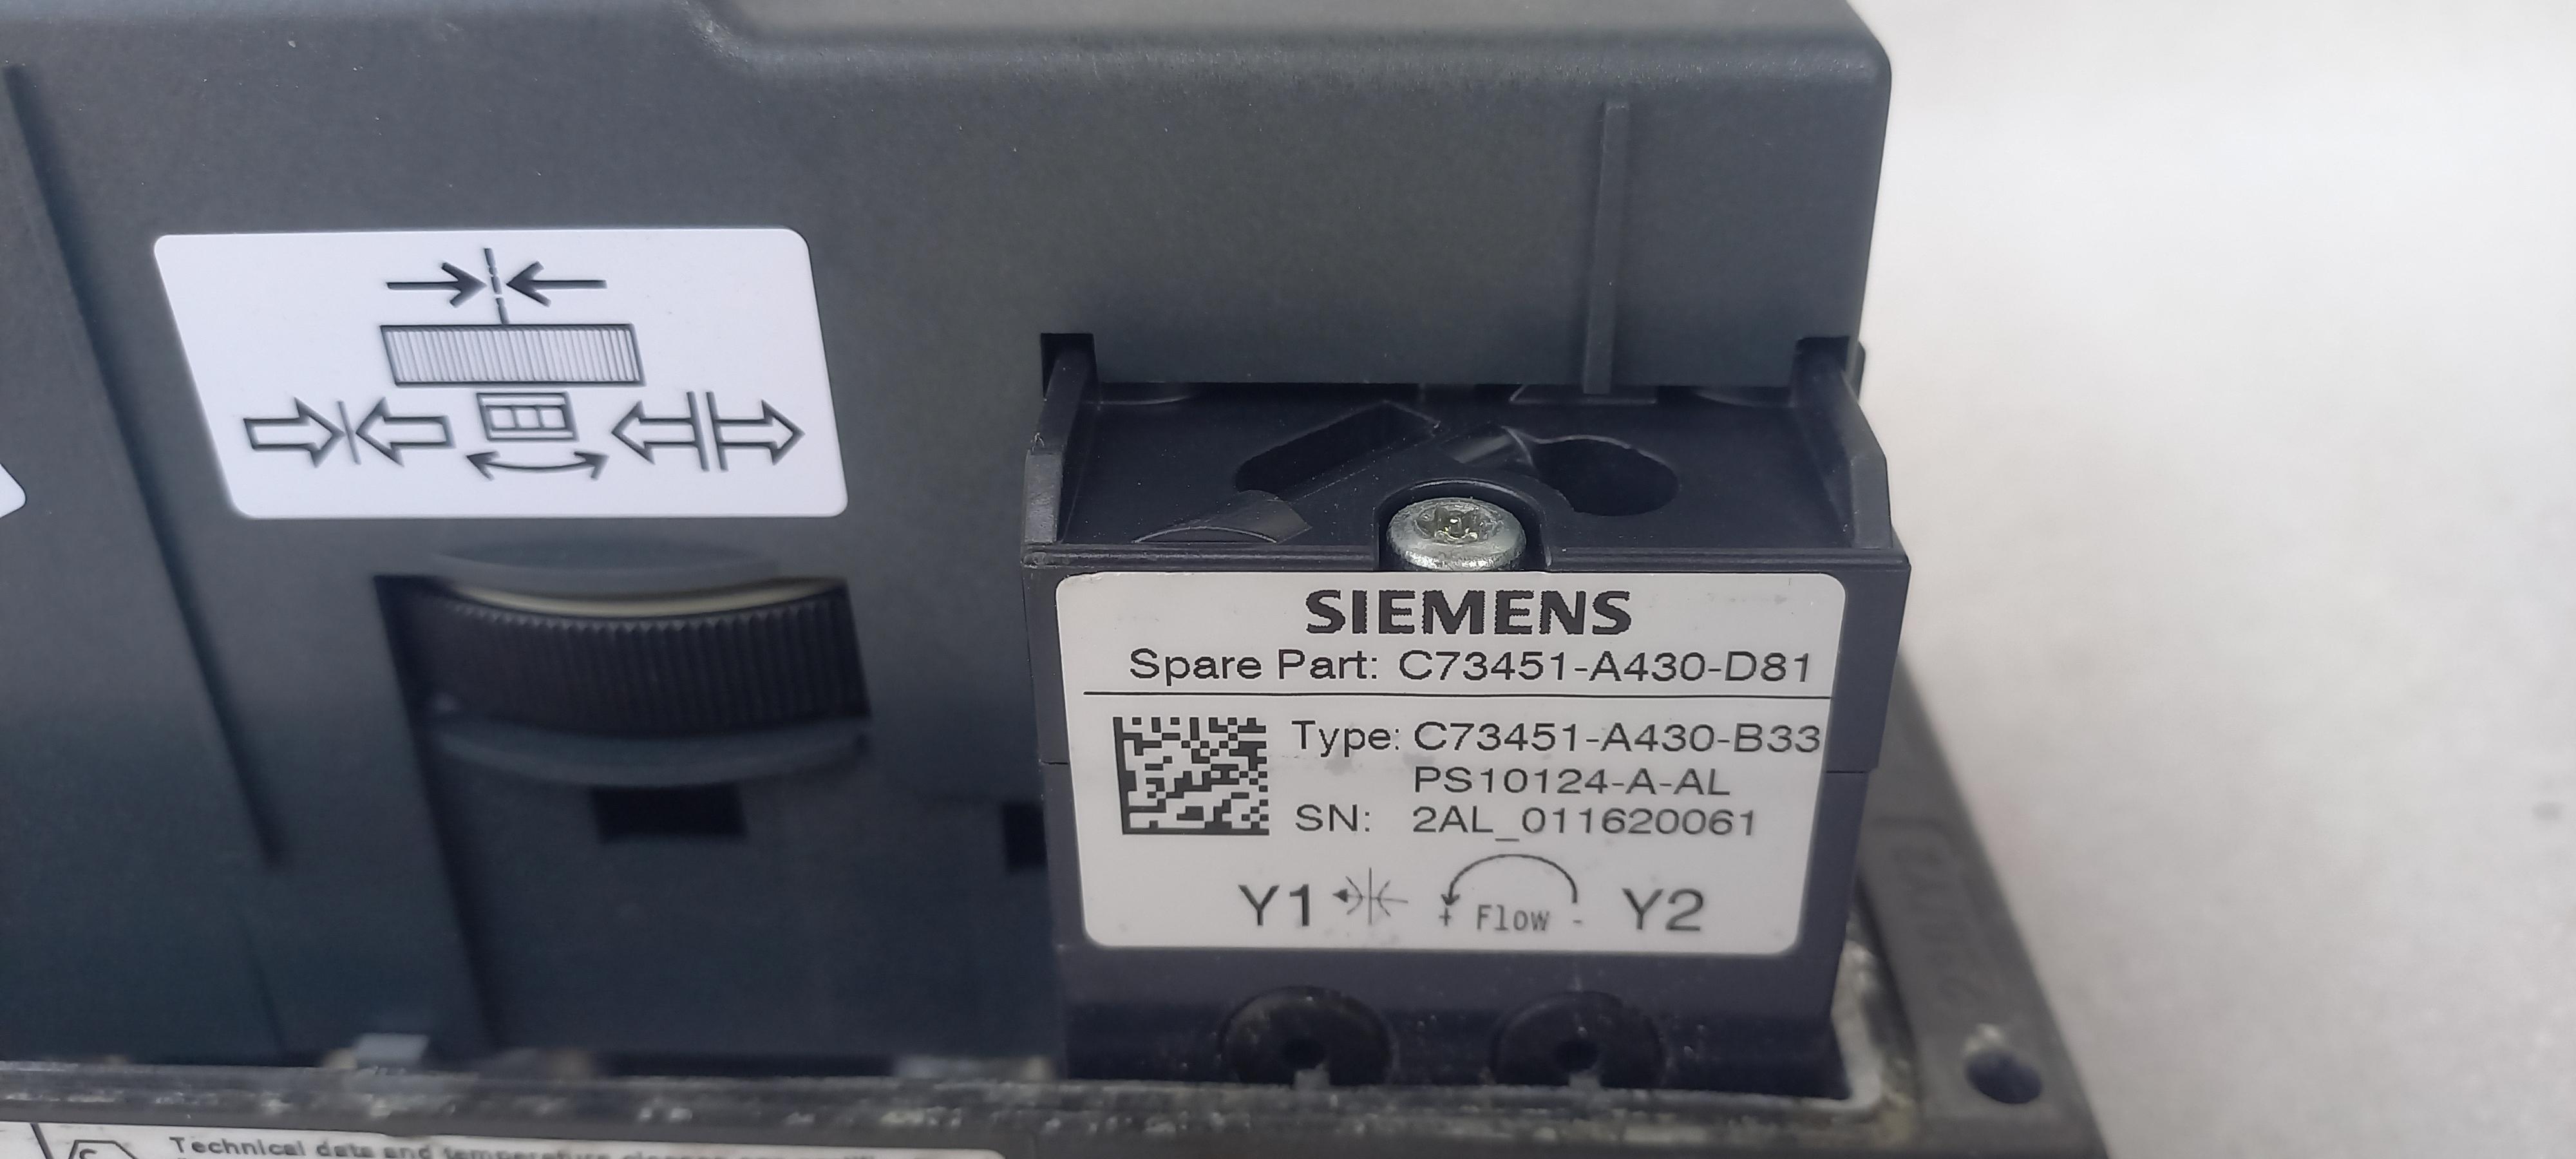 SIEMENS
Spare Part: C73451-A430-D81
Type: C73451-A430-B33
PS10124-A-AL
SN: 2AL_011620061
Y1 + Flow - Y2
Technical data and temperature